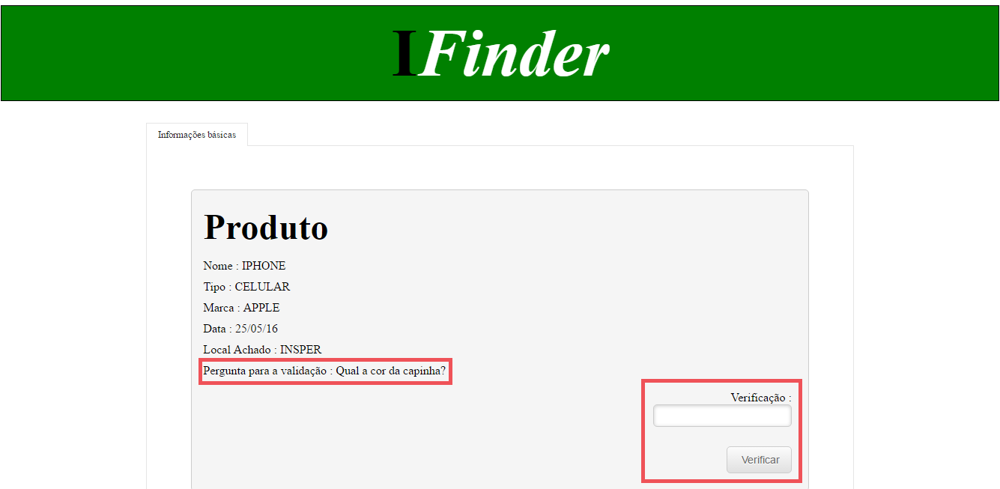 IFinder
Informações básicas
Produto
Nome : IPHONE
Tipo : CELULAR
Marca : APPLE
Data : 25/05/16
Local Achado : INSPER
Pergunta para a validação : Qual a cor da capinha?
Verificação :
Verificar